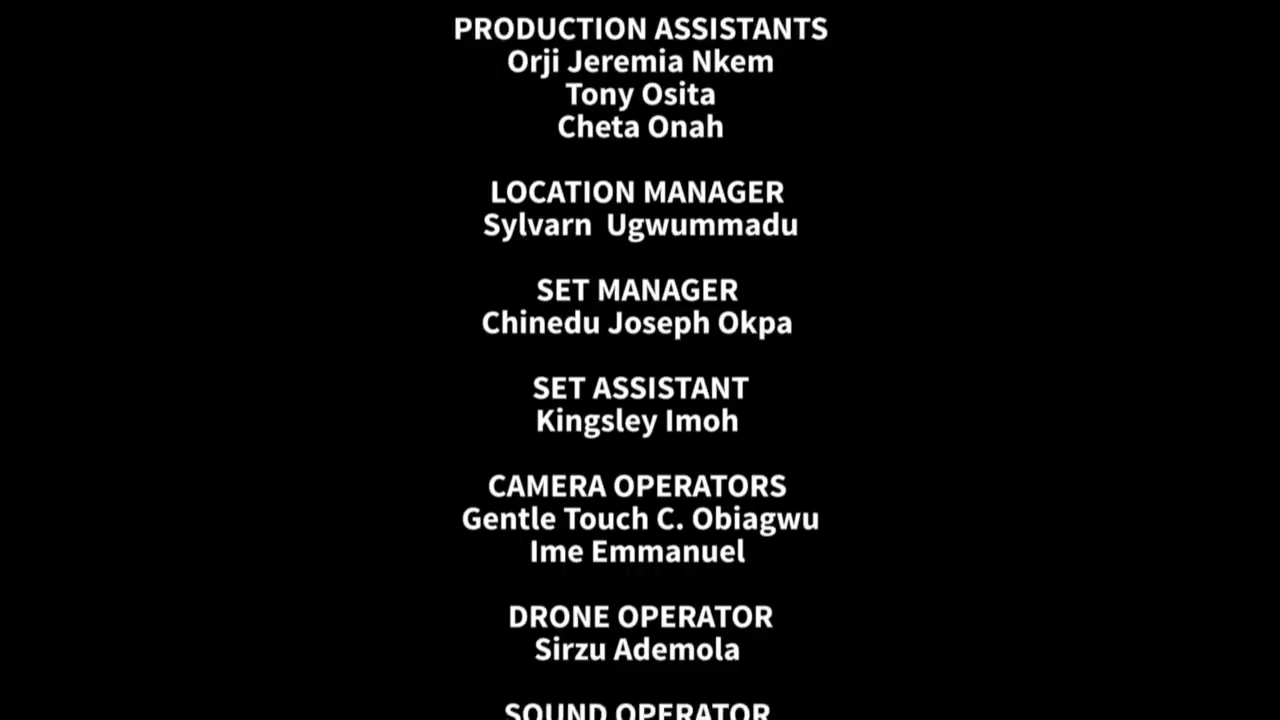 PRODUCTION ASSISTANTS
Orji Jeremia Nkem
Tony Osita
Cheta Onah
LOCATION MANAGER
Sylvarn  Ugwummadu
SET MANAGER
Chinedu Joseph Okpa
SET ASSISTANT
Kingsley Imoh
CAMERA OPERATORS
Gentle Touch C. Obiagwu
Ime Emmanuel
DRONE OPERATOR
Sirzu Ademola
SOUND OPERATOR